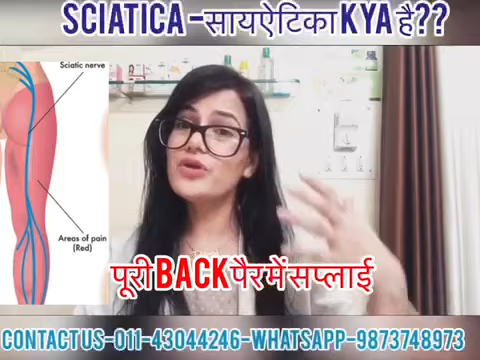 SCIATICA -सायऐटिका KYA है??
Sciatic nerve
Areas of pain
(Red)
पूरी BACK पैर में सप्लाई
CONTACT US-011-43044246-WHATSAPP-9873748973